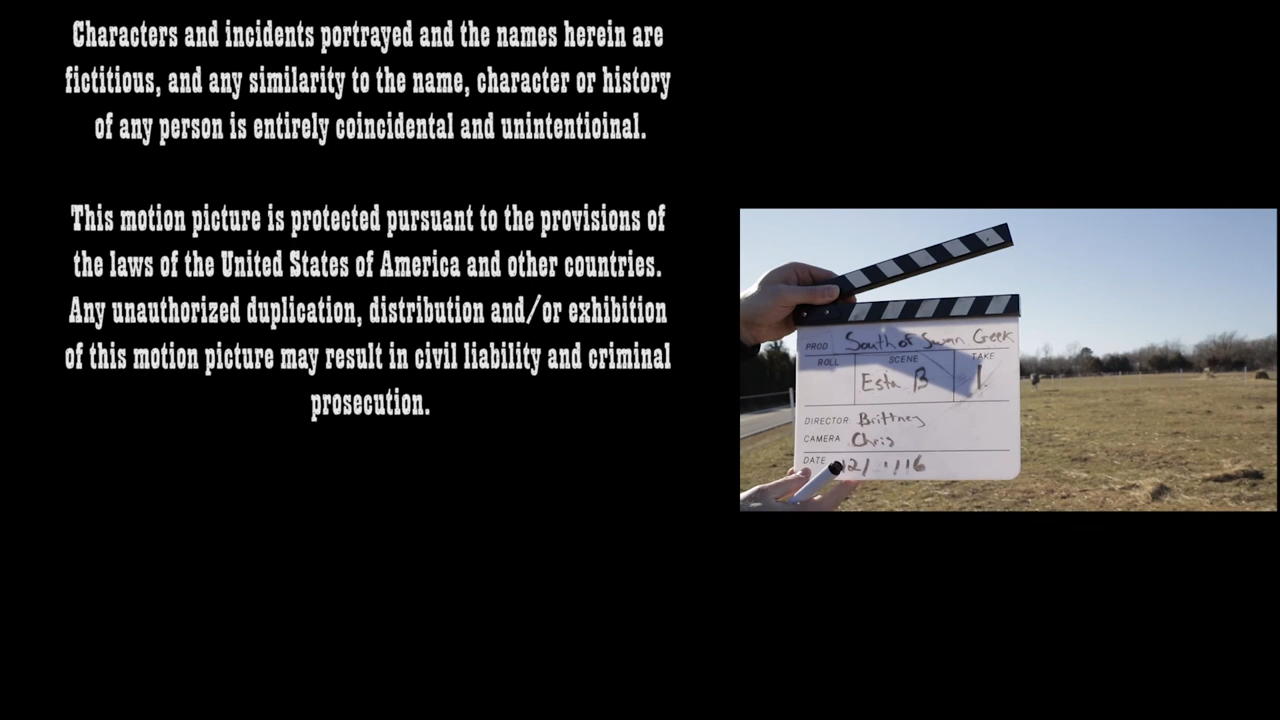 Characters and incidents portrayed and the names herein are
fictitious, and any similarity to the name, character or history
of any person is entirely coincidental and unintentioinal.
This motion picture is protected pursuant to the provisions of
the laws of the United States of America and other countries.
Any unauthorized duplication, distribution and/or exhibition
of this motion picture may result in civil liability and criminal
prosecution.
PROD South of Swan Creek
ROLL SCENE TAKE
Esta B 1
DIRECTOR Brittney
CAMERA Chris
DATE 12/ /16